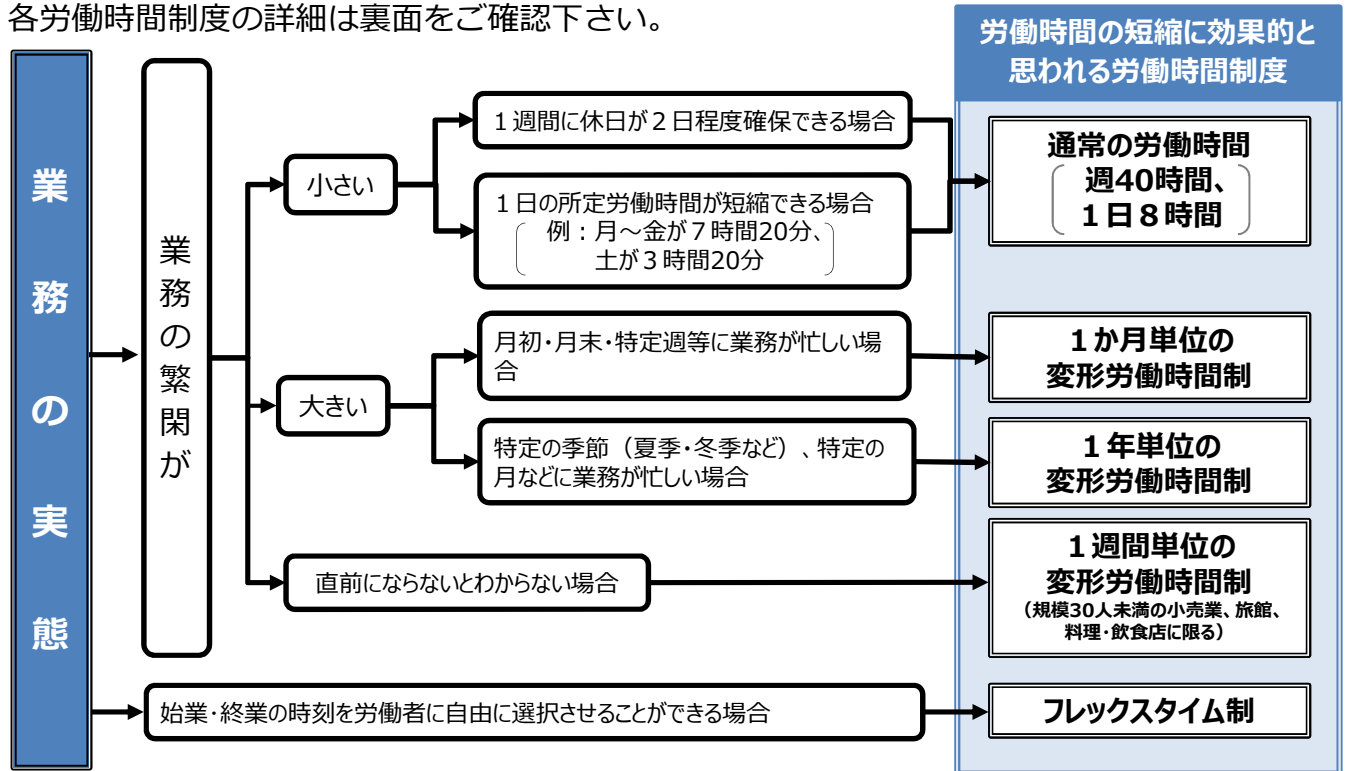 各労働時間制度の詳細は裏面をご確認下さい。
労働時間の短縮に効果的と
思われる労働時間制度
業務の実態
業務の繁閑が
小さい
１週間に休日が２日程度確保できる場合
１日の所定労働時間が短縮できる場合
例：月～金が７時間20分、
土が３時間20分
通常の労働時間
週40時間、
１日８時間
大きい
月初・月末・特定週等に業務が忙しい場
合
１か月単位の
変形労働時間制
特定の季節（夏季・冬季など）、特定の
月などに業務が忙しい場合
１年単位の
変形労働時間制
直前にならないとわからない場合
１週間単位の
変形労働時間制
（規模30人未満の小売業、旅館、
料理・飲食店に限る）
始業・終業の時刻を労働者に自由に選択させることができる場合
フレックスタイム制